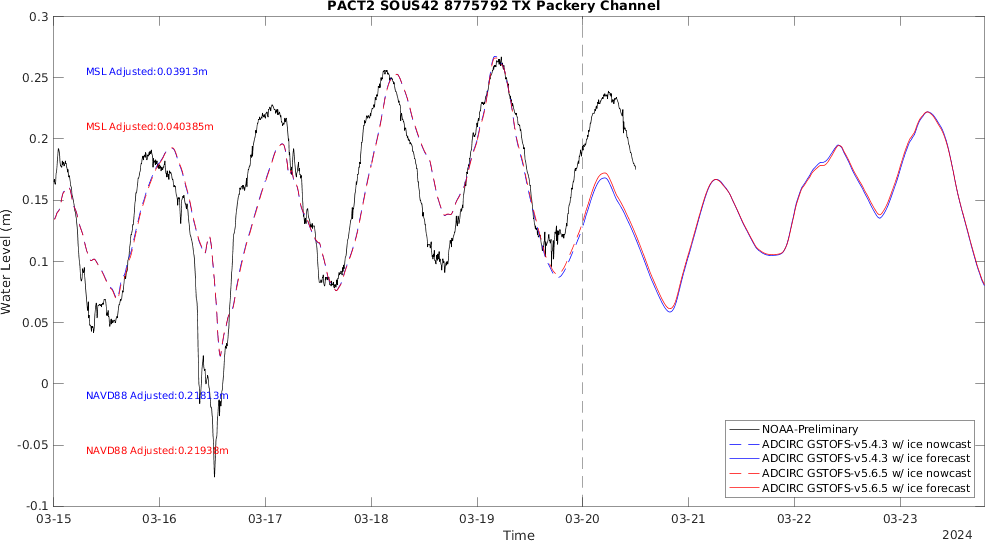 PACT2 SOUS42 8775792 TX Packery Channel
0.3
0.25
0.2
0.15
0.1
0.05
0
-0.05
-0.1
Water Level (m)
MSL Adjusted:0.03913m
MSL Adjusted:0.040385m
NAVD88 Adjusted:0.21813m
NAVD88 Adjusted:0.21938m
NOAA-Preliminary
ADCIRC GSTOFS-v5.4.3 w/ ice nowcast
ADCIRC GSTOFS-v5.4.3 w/ ice forecast
ADCIRC GSTOFS-v5.6.5 w/ ice nowcast
ADCIRC GSTOFS-v5.6.5 w/ ice forecast
03-15 03-16 03-17 03-18 03-19 03-20 03-21 03-22 03-23
Time
2024